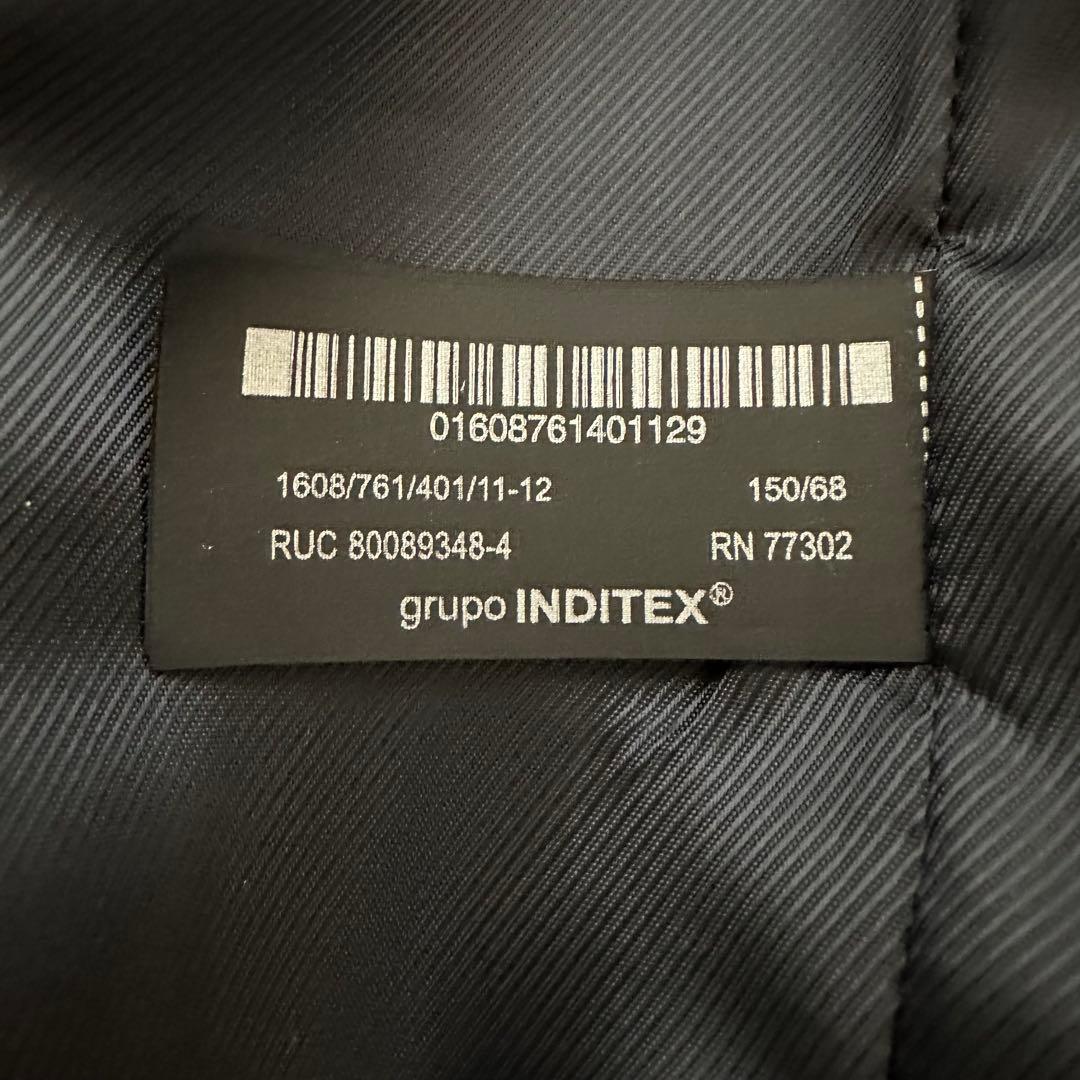 01608761401129
1608/761/401/11-12 150/68
RUC 80089348-4 RN 77302
grupo INDITEX®